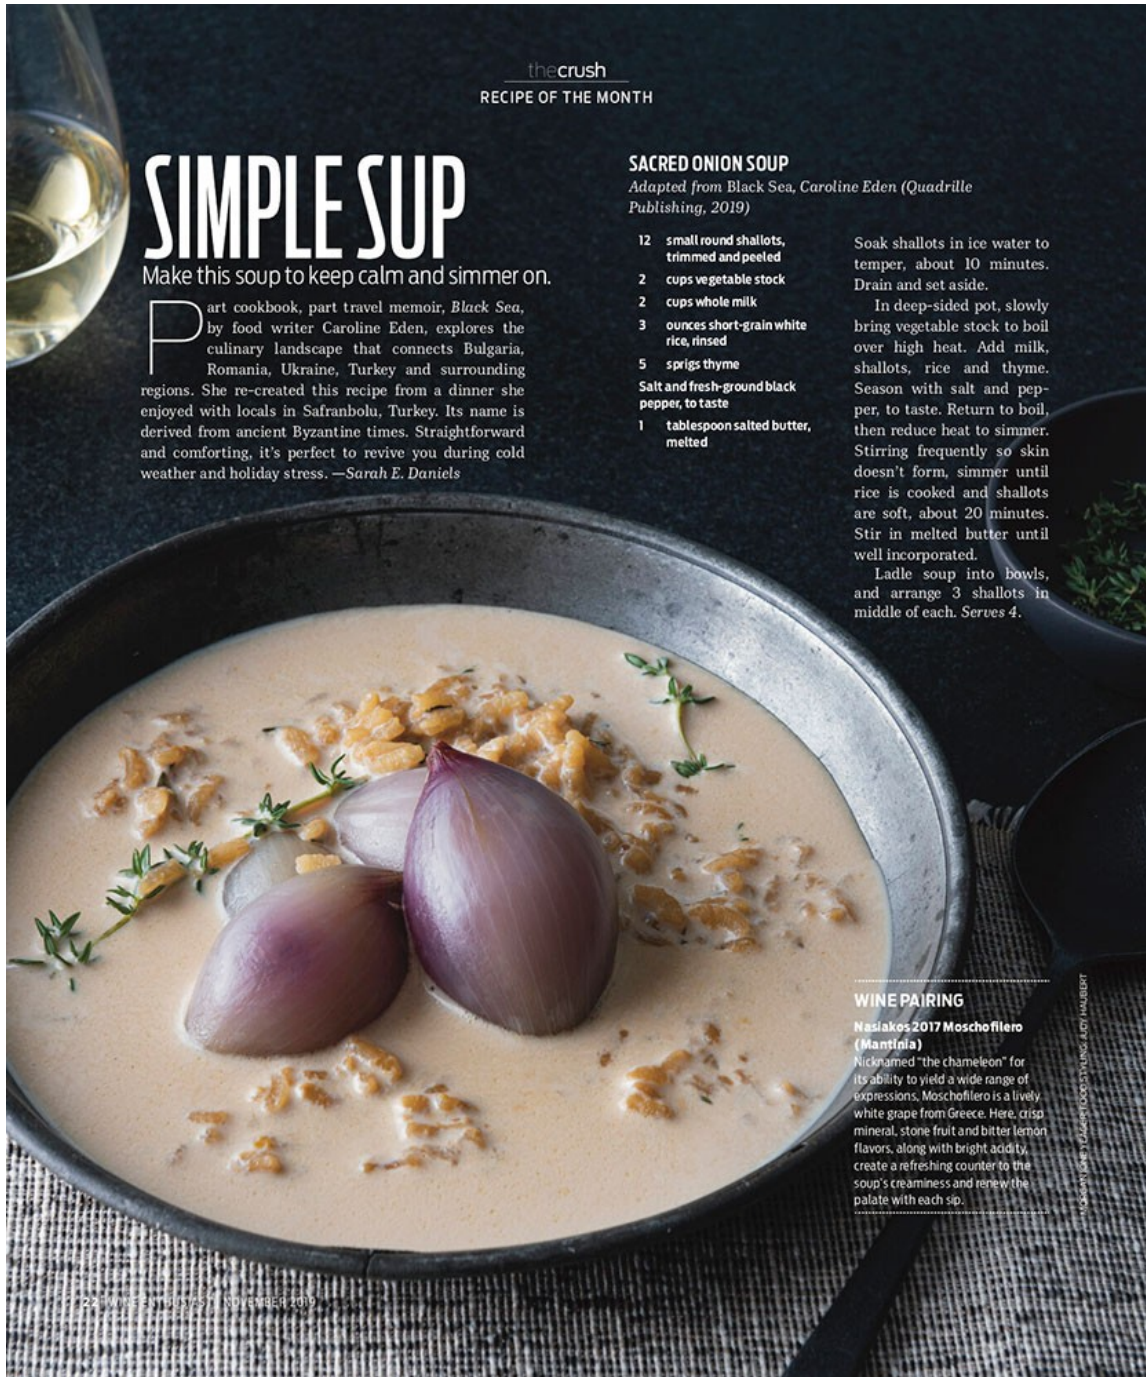 thecrush
RECIPE OF THE MONTH
SIMPLE SUP
Make this soup to keep calm and simmer on.
Part cookbook, part travel memoir, Black Sea,
by food writer Caroline Eden, explores the
culinary landscape that connects Bulgaria,
Romania, Ukraine, Turkey and surrounding
regions. She re-created this recipe from a dinner she
enjoyed with locals in Safranbolu, Turkey. Its name is
derived from ancient Byzantine times. Straightforward
and comforting, it's perfect to revive you during cold
weather and holiday stress. —Sarah E. Daniels
SACRED ONION SOUP
Adapted from Black Sea, Caroline Eden (Quadrille
Publishing, 2019)
12 small round shallots,
trimmed and peeled
2 cups vegetable stock
2 cups whole milk
3 ounces short-grain white
rice, rinsed
5 sprigs thyme
Salt and fresh-ground black
pepper, to taste
1 tablespoon salted butter,
melted
Soak shallots in ice water to
temper, about 10 minutes.
Drain and set aside.
In deep-sided pot, slowly
bring vegetable stock to boil
over high heat. Add milk,
shallots, rice and thyme.
Season with salt and pep-
per, to taste. Return to boil,
then reduce heat to simmer.
Stirring frequently so skin
doesn't form, simmer until
rice is cooked and shallots
are soft, about 20 minutes.
Stir in melted butter until
well incorporated.
Ladle soup into bowls,
and arrange 3 shallots in
middle of each. Serves 4.
WINE PAIRING
Nasiakos 2017 Moschofilero
(Mantinia)
Nicknamed "the chameleon" for
its ability to yield a wide range of
expressions, Moschofilero is a lively
white grape from Greece. Here, crisp
mineral, stone fruit and bitter lemon
flavors, along with bright acidity,
create a refreshing counter to the
soup's creaminess and renew the
palate with each sip.
STYLING: JUDY HAUBERT
22 | WINE ENTHUSIAST | NOVEMBER 2019